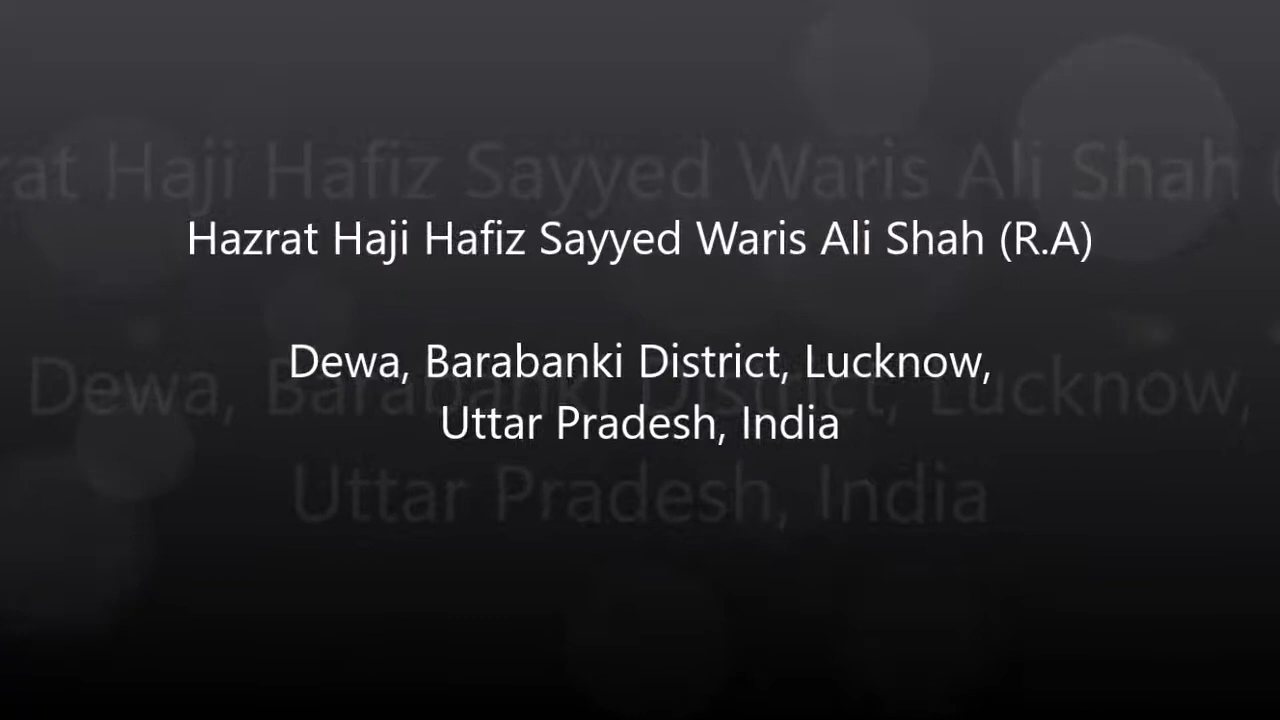 Hazrat Haji Hafiz Sayyed Waris Ali Shah (R.A)
Dewa, Barabanki District, Lucknow,
Uttar Pradesh, India